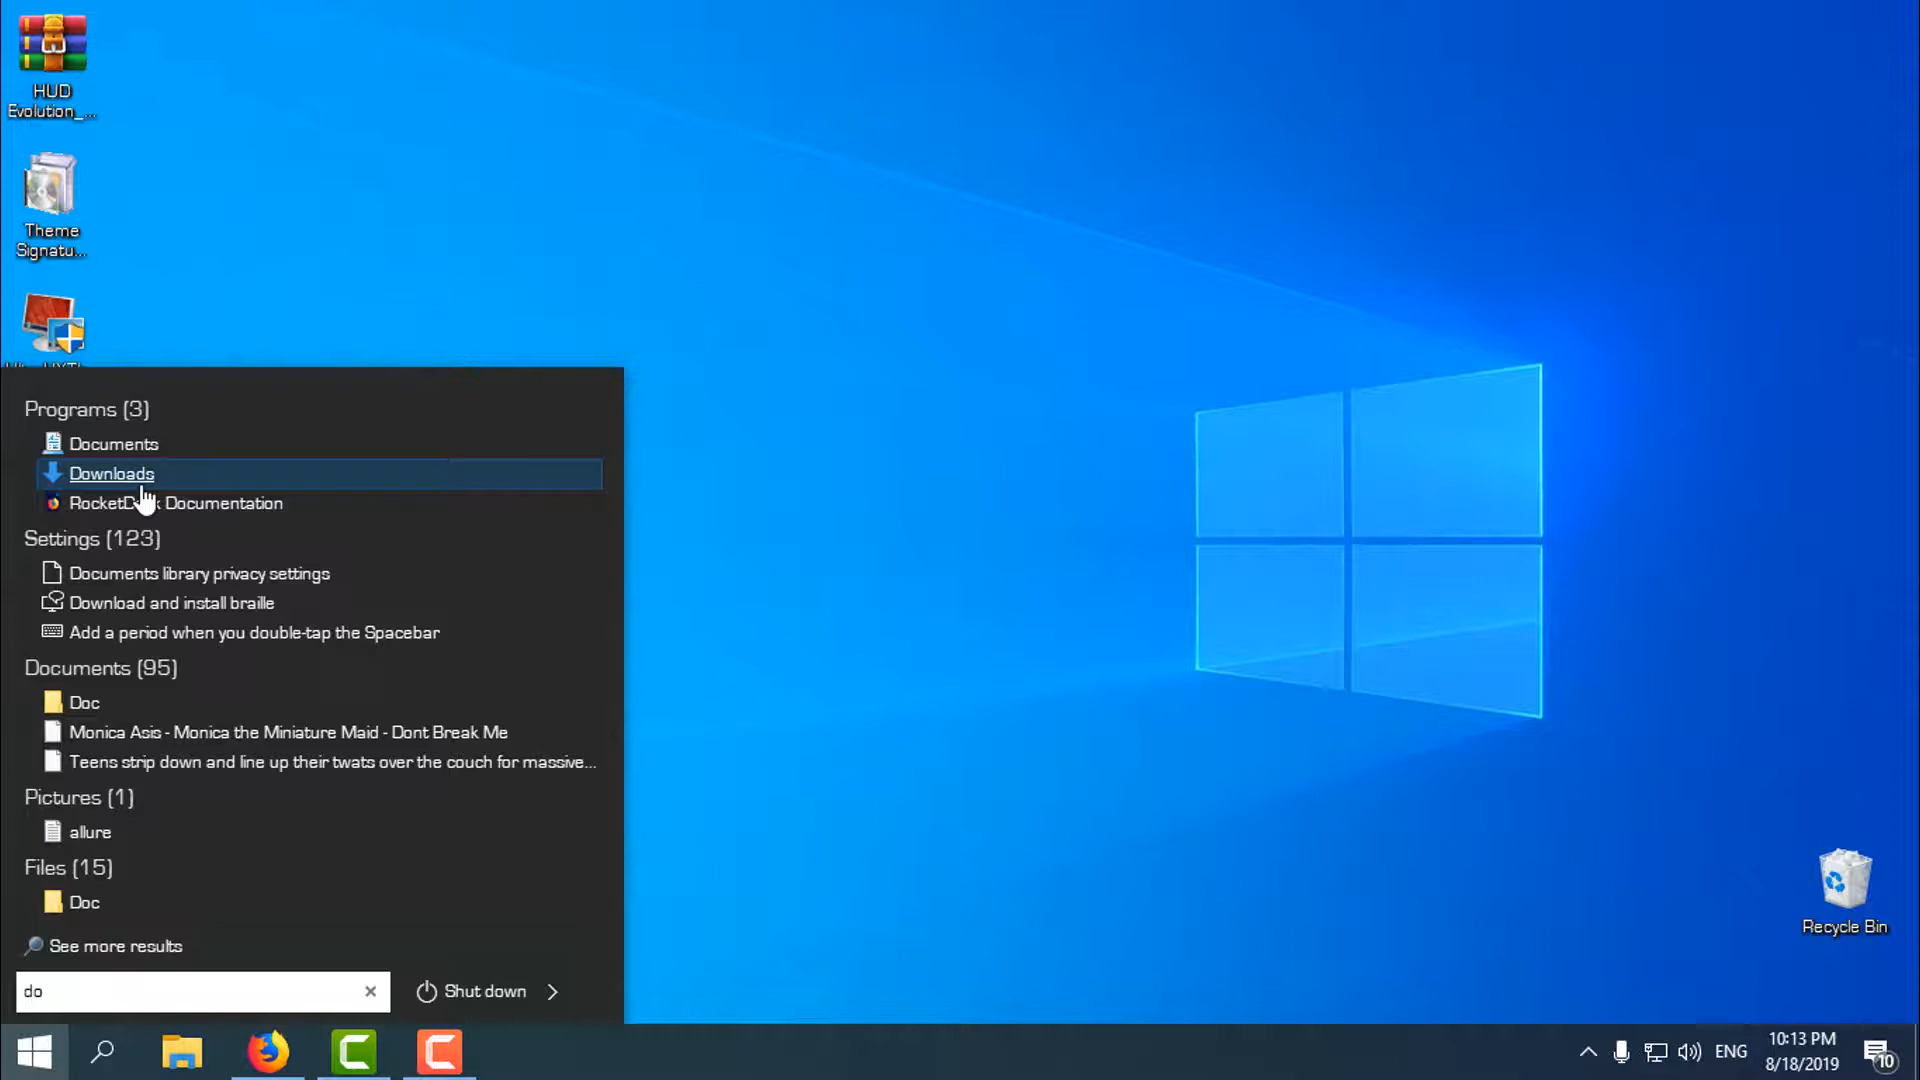 HUD
Evolution_...
Theme
Signatu...
Programs (3)
Documents
Downloads
Documentation
Settings (123)
Documents library privacy settings
Download and install braille
Add a period when you double-tap the Spacebar
Documents (95)
Doc
Monica Asis - Monica the Miniature Maid - Dont Break Me
Teens strip down and line up their twats over the couch for massive...
Pictures (1)
allure
Files (15)
Doc
See more results
do
Shut down
Recycle Bin
ENG
10:13 PM
8/18/2019
10